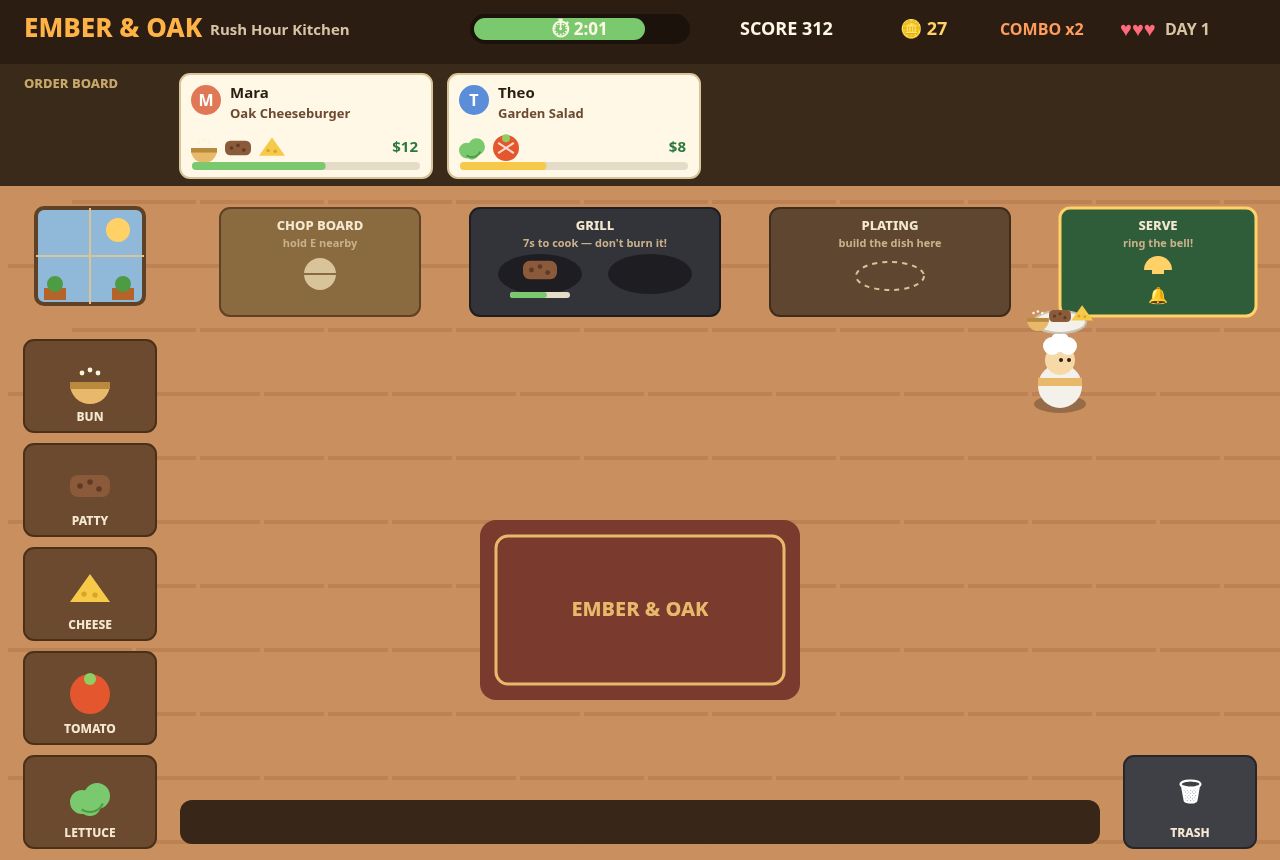 EMBER & OAK Rush Hour Kitchen
2:01
SCORE 312
27
COMBO x2
DAY 1
ORDER BOARD
Mara
Oak Cheeseburger
$12
Theo
Garden Salad
$8
M
T
CHOP BOARD
hold E nearby
GRILL
7s to cook — don't burn it!
PLATING
build the dish here
SERVE
ring the bell!
BUN
PATTY
CHEESE
TOMATO
LETTUCE
EMBER & OAK
TRASH